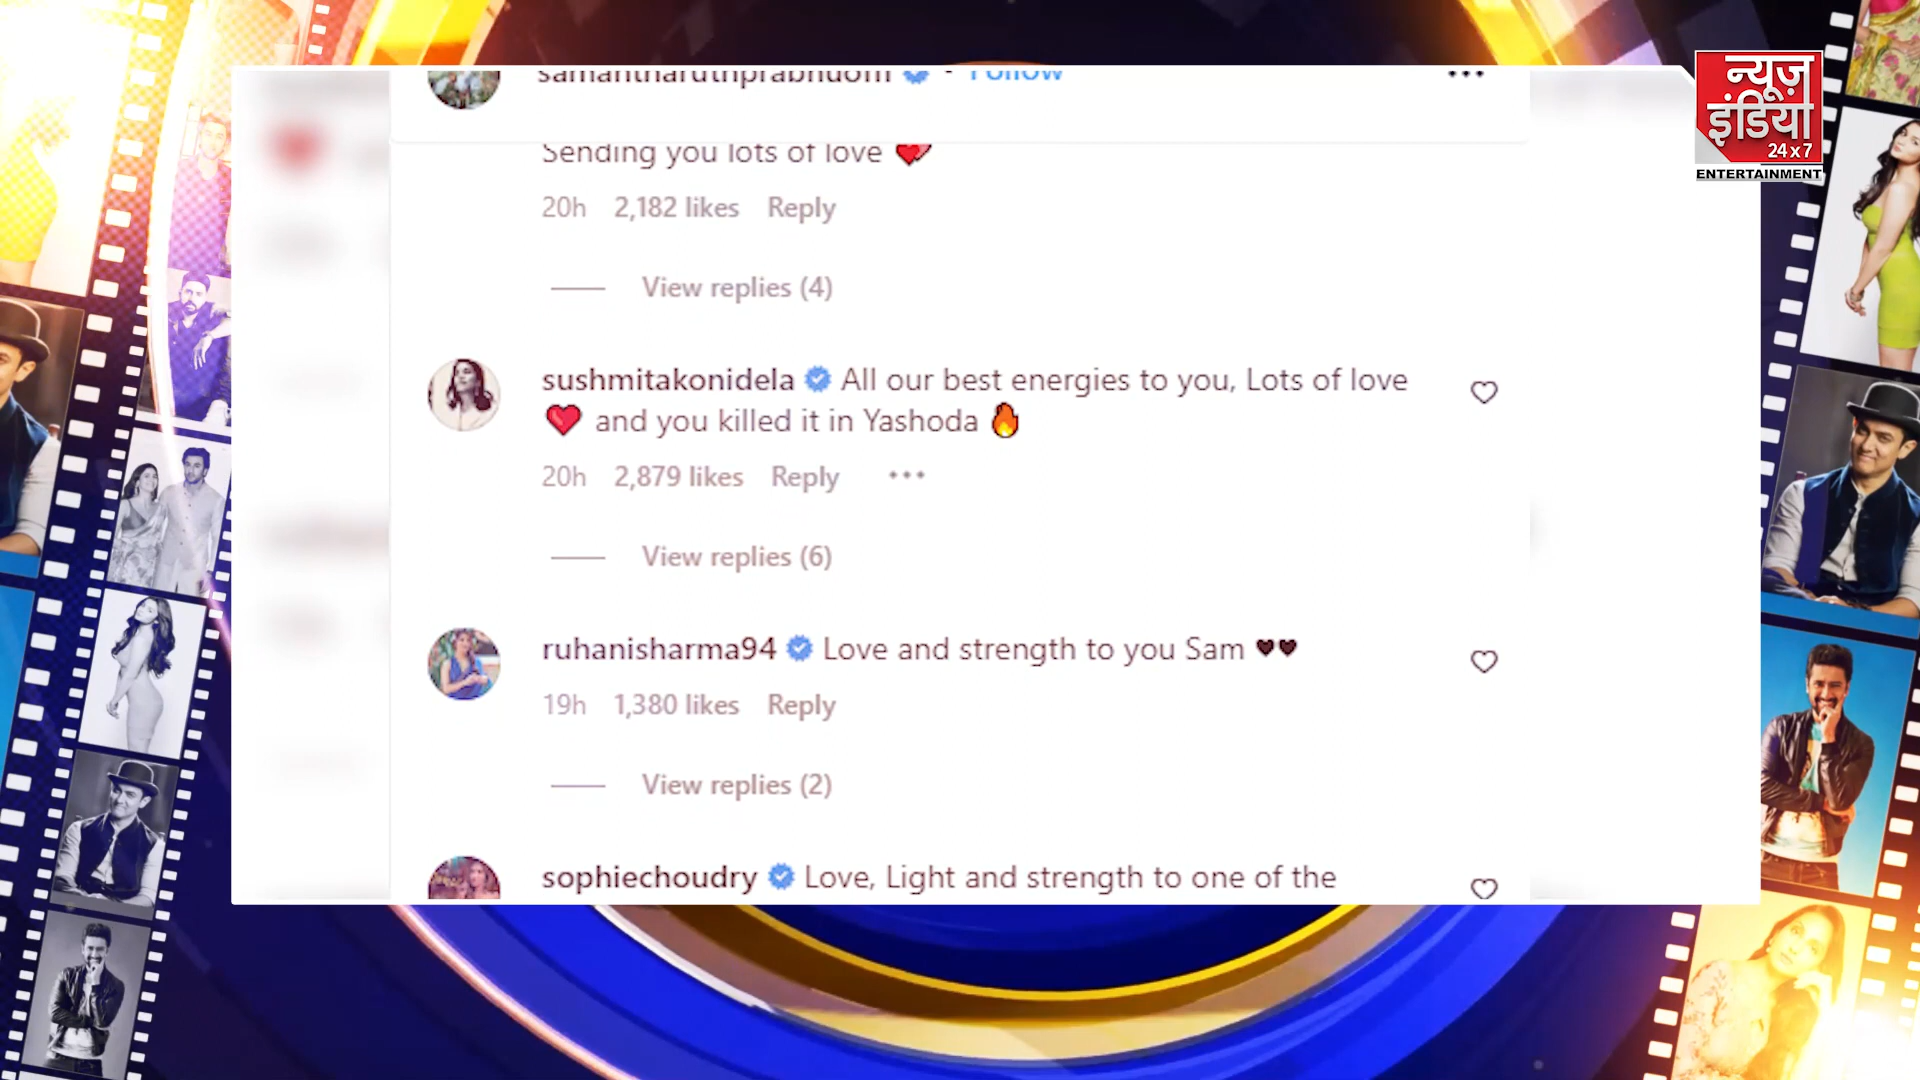 samantharuthprabhuoffl • Follow •••
न्यूज़
इंडिया
24x7
ENTERTAINMENT
Sending you lots of love
20h 2,182 likes Reply
View replies (4)
sushmitakonidela All our best energies to you, Lots of love
❤️ and you killed it in Yashoda 🔥
20h 2,879 likes Reply •••
View replies (6)
ruhanisharma94 Love and strength to you Sam 🖤🖤
19h 1,380 likes Reply
View replies (2)
sophiechoudry Love, Light and strength to one of the